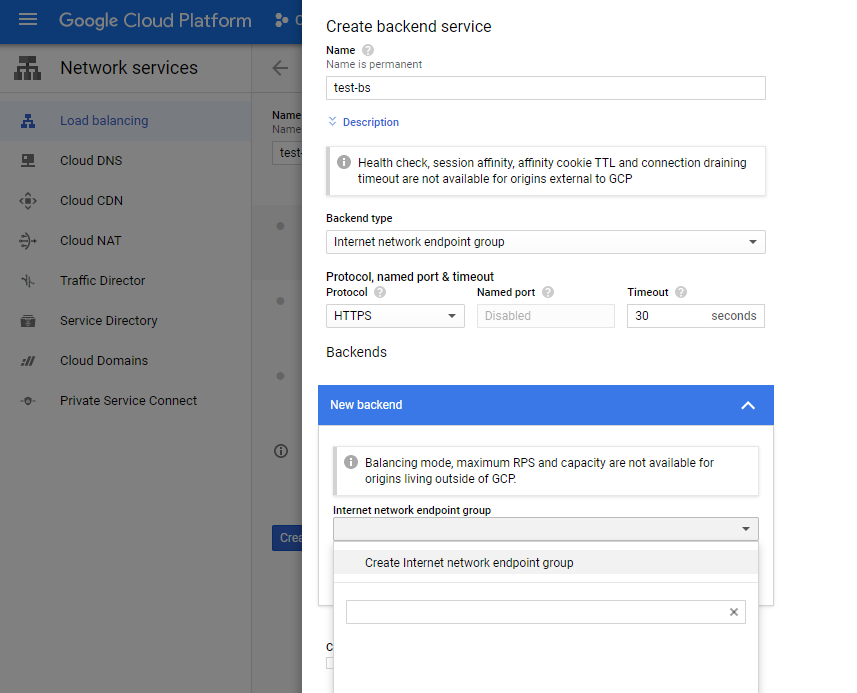 Google Cloud Platform
Network services
Load balancing
Cloud DNS
Cloud CDN
Cloud NAT
Traffic Director
Service Directory
Cloud Domains
Private Service Connect
Name
Name
test-
Crea
Create backend service
Name
Name is permanent
test-bs
Description
Health check, session affinity, affinity cookie TTL and connection draining
timeout are not available for origins external to GCP
Backend type
Internet network endpoint group
Protocol, named port & timeout
Protocol Named port Timeout
HTTPS Disabled 30 seconds
Backends
New backend
Balancing mode, maximum RPS and capacity are not available for
origins living outside of GCP.
Internet network endpoint group
Create Internet network endpoint group